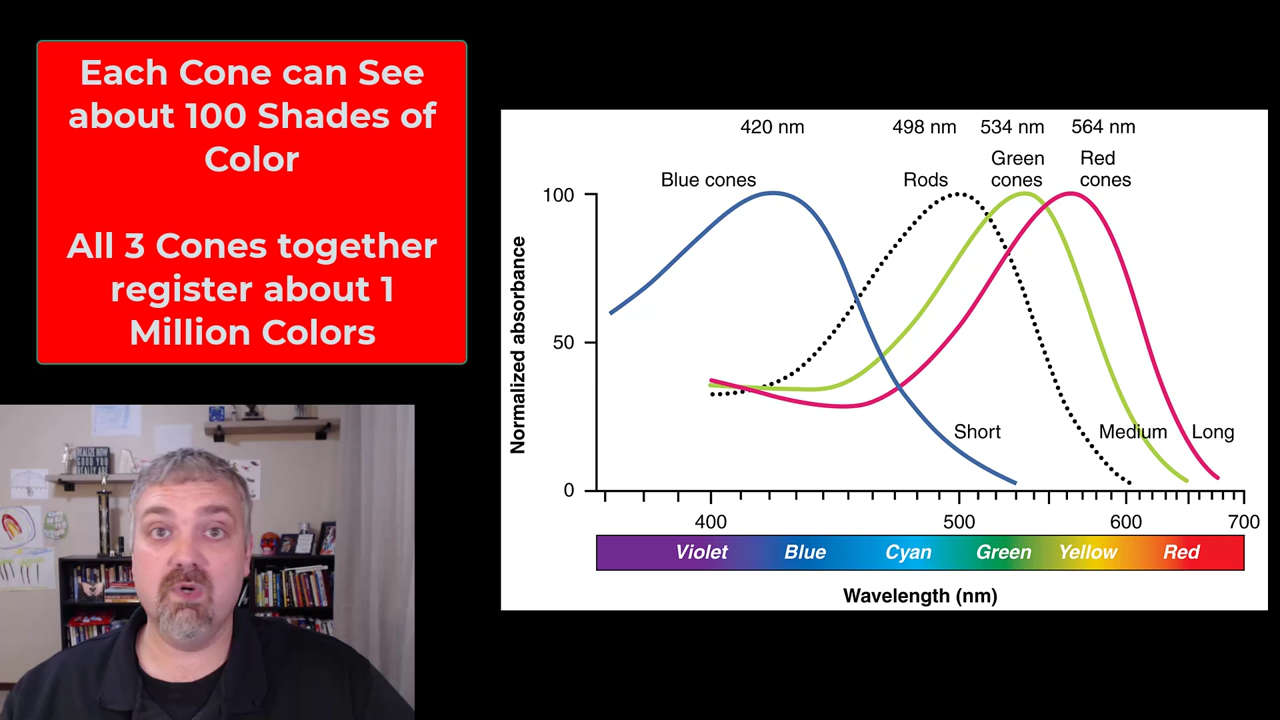 Each Cone can See
about 100 Shades of
Color
All 3 Cones together
register about 1
Million Colors
420 nm
498 nm
534 nm
564 nm
Blue cones
Rods
Green
cones
Red
cones
Normalized absorbance
100
50
0
Short
Medium
Long
400
500
600
700
Violet
Blue
Cyan
Green
Yellow
Red
Wavelength (nm)